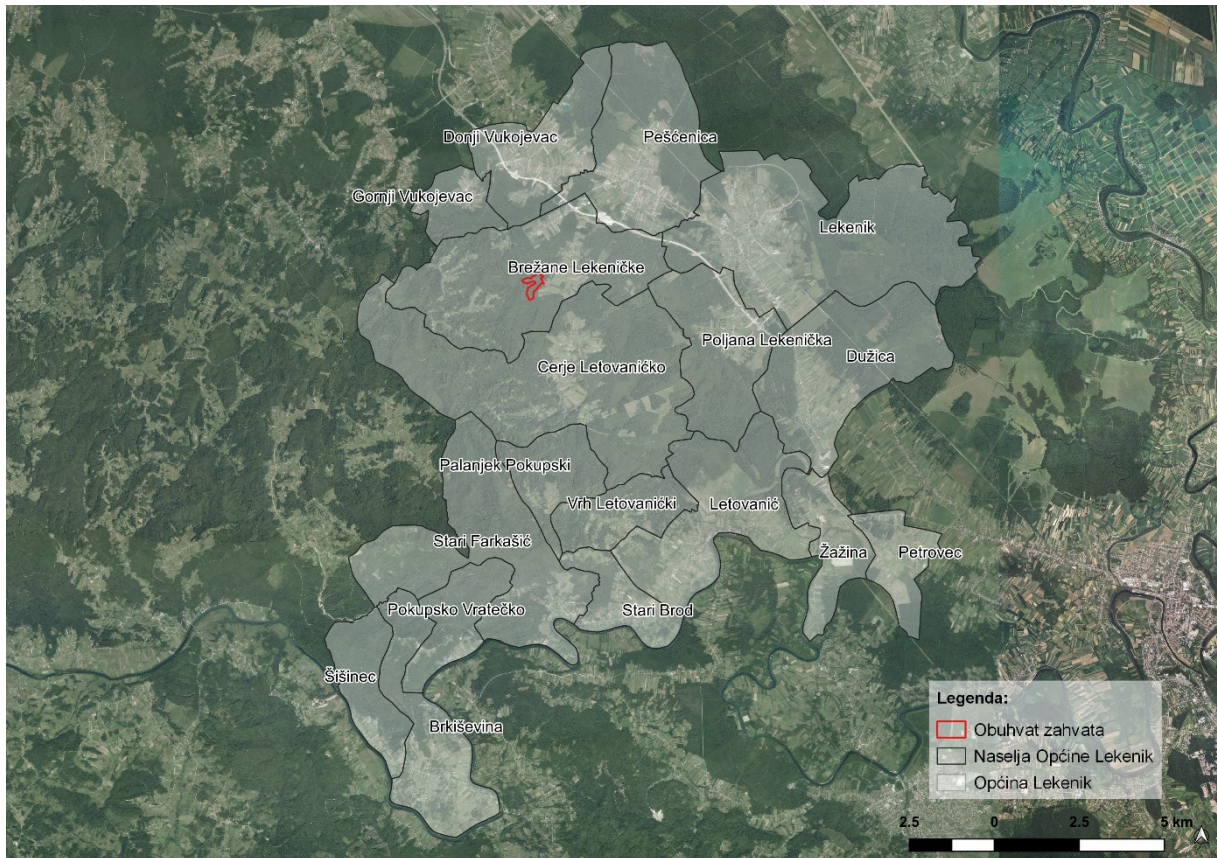 Donji Vukojevac
Pešćenica
Gornji Vukojevac
Lekenik
Brežane Lekeničke
Poljana Lekenička
Dužica
Cerje Letovanićko
Palanjek Pokupski
Vrh Letovanićki
Letovanić
Stari Farkašić
Žažina
Petrovec
Pokupsko Vratečko
Stari Brod
Šišinec
Brkiševina
Legenda:
Obuhvat zahvata
Naselja Općine Lekenik
Općina Lekenik
2.5 0 2.5 5 km